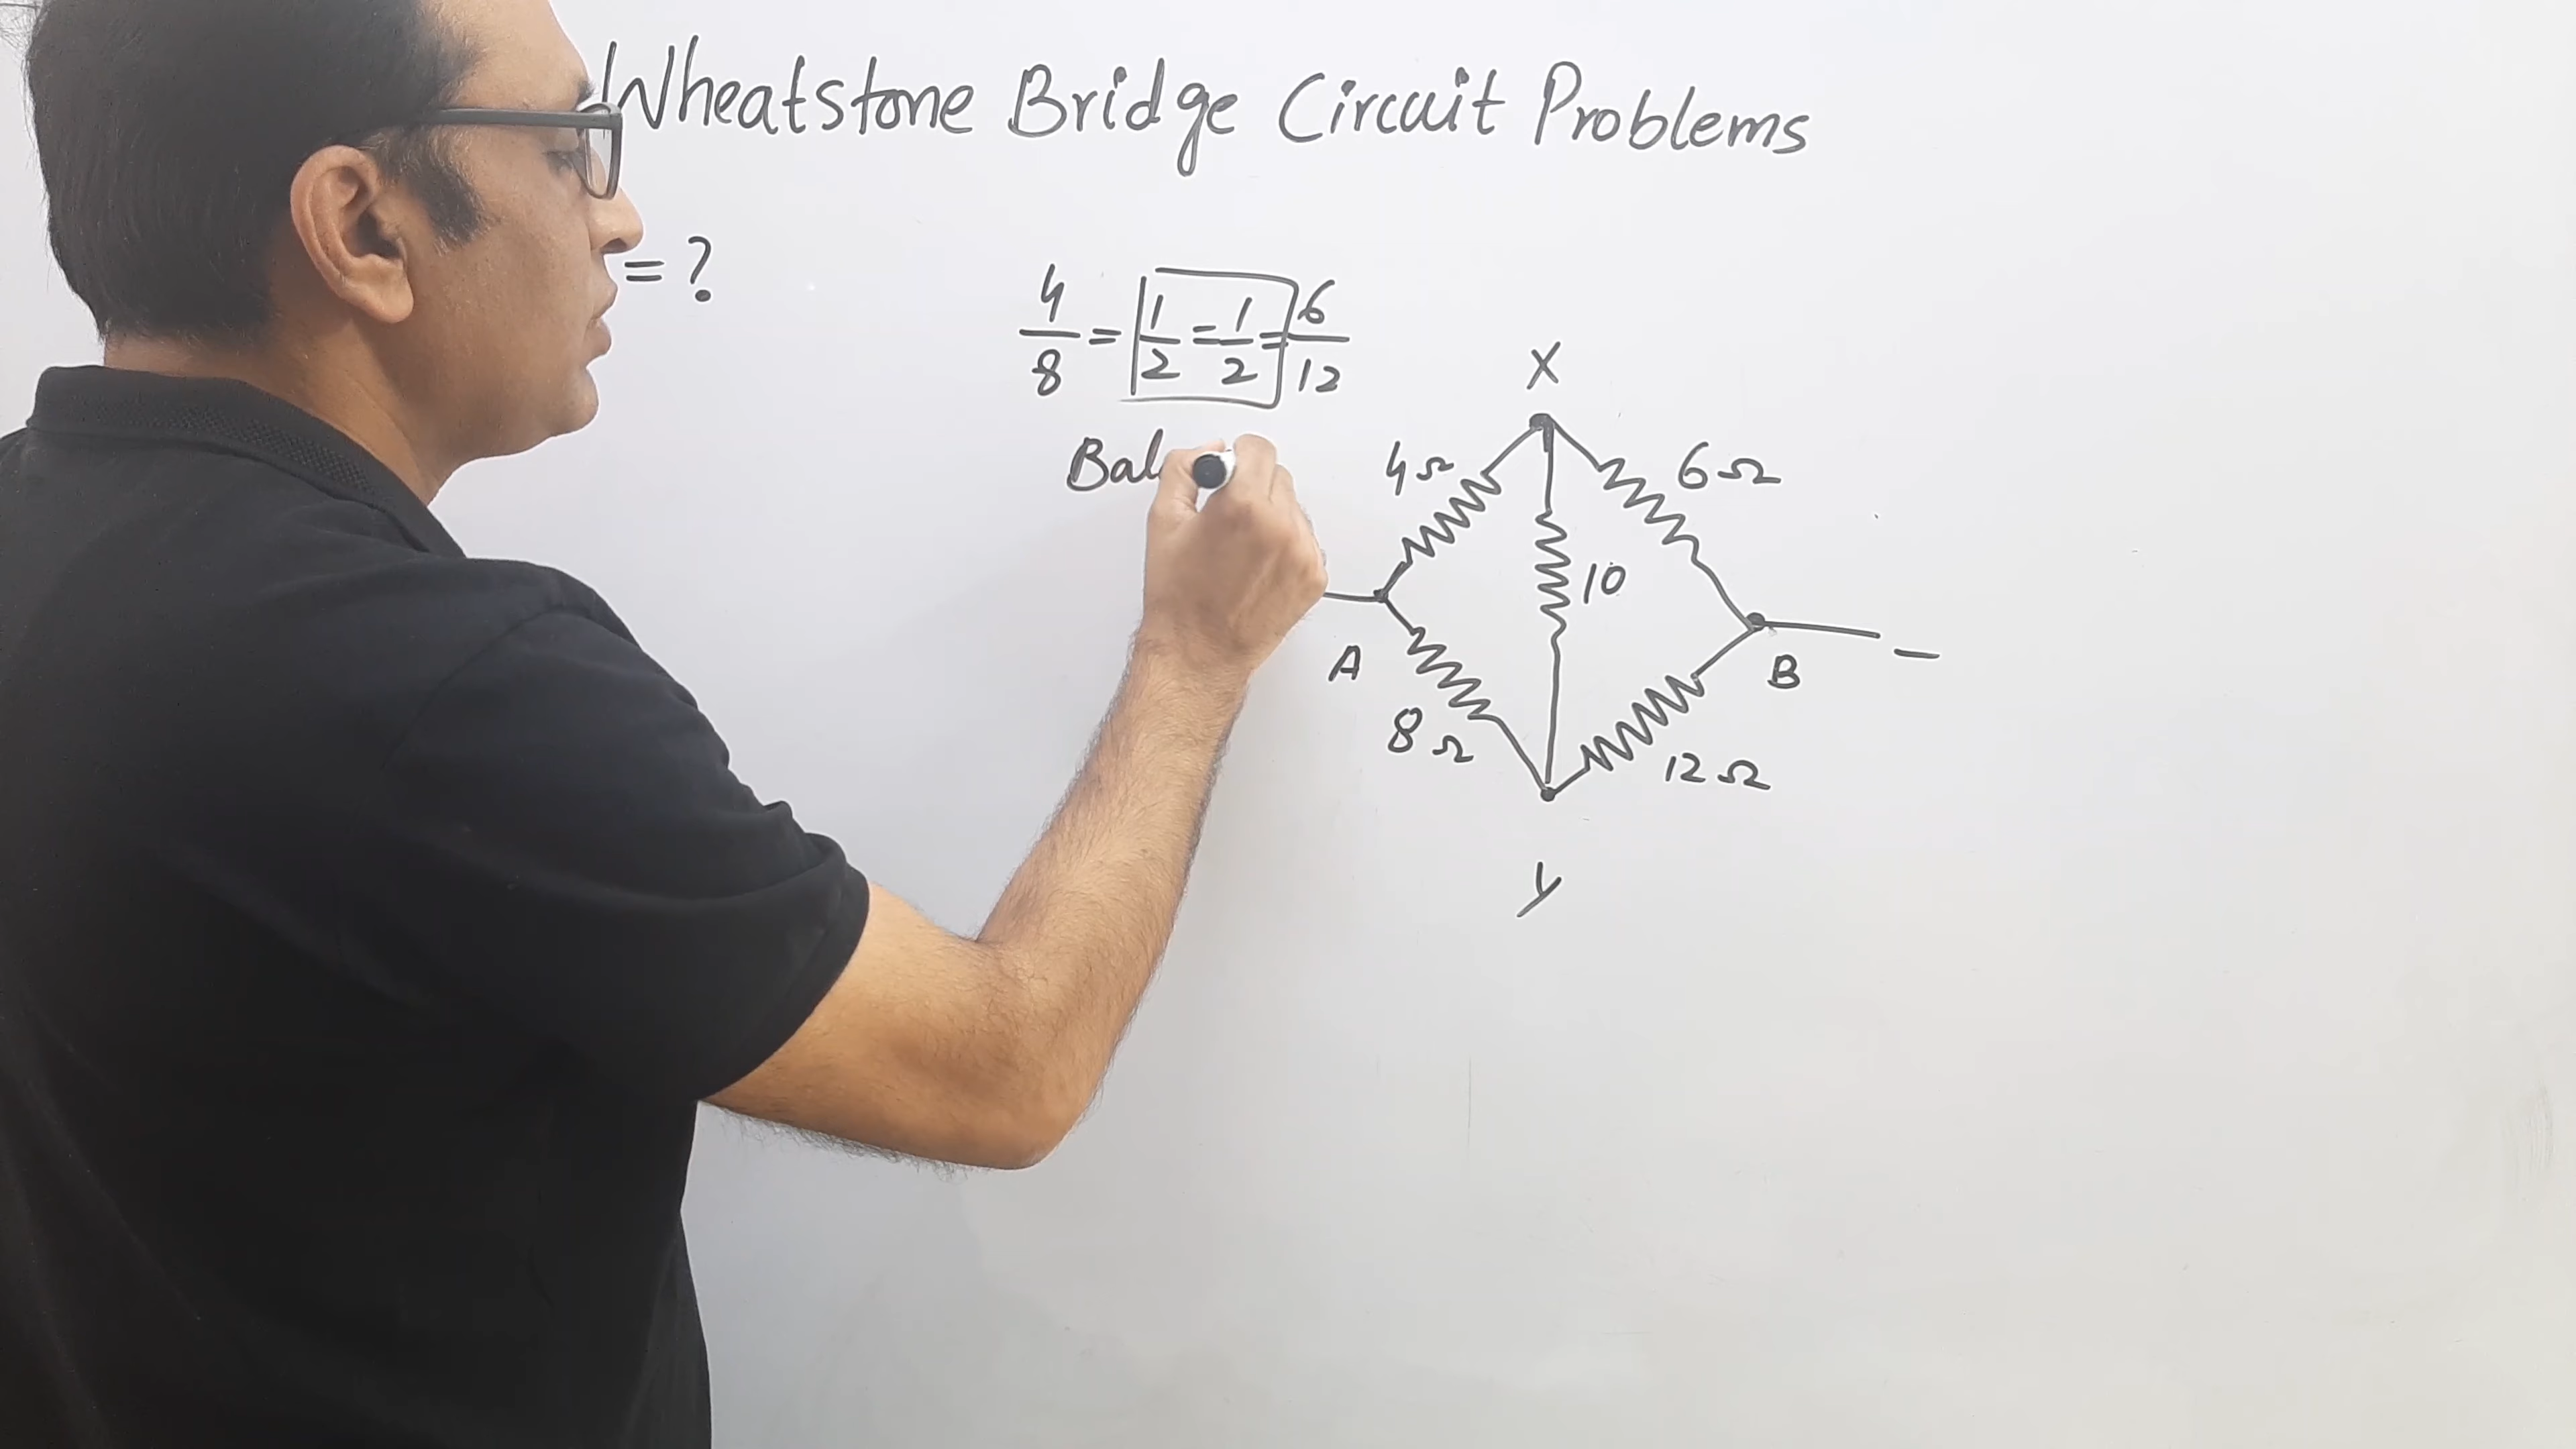 Wheatstone Bridge Circuit Problems
= ?
4/8 = 1/2 = 1/2 = 6/12
X
4Ω
6Ω
10
A
B
−
8Ω
12Ω
Y